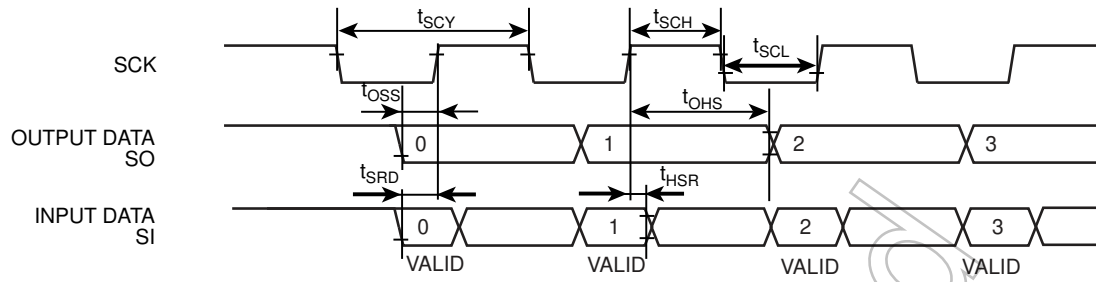 tSCY
tSCH
tSCL
SCK
tOSS
tOHS
OUTPUT DATA
SO
0
1
2
3
tSRD
tHSR
INPUT DATA
SI
0
1
2
3
VALID
VALID
VALID
VALID